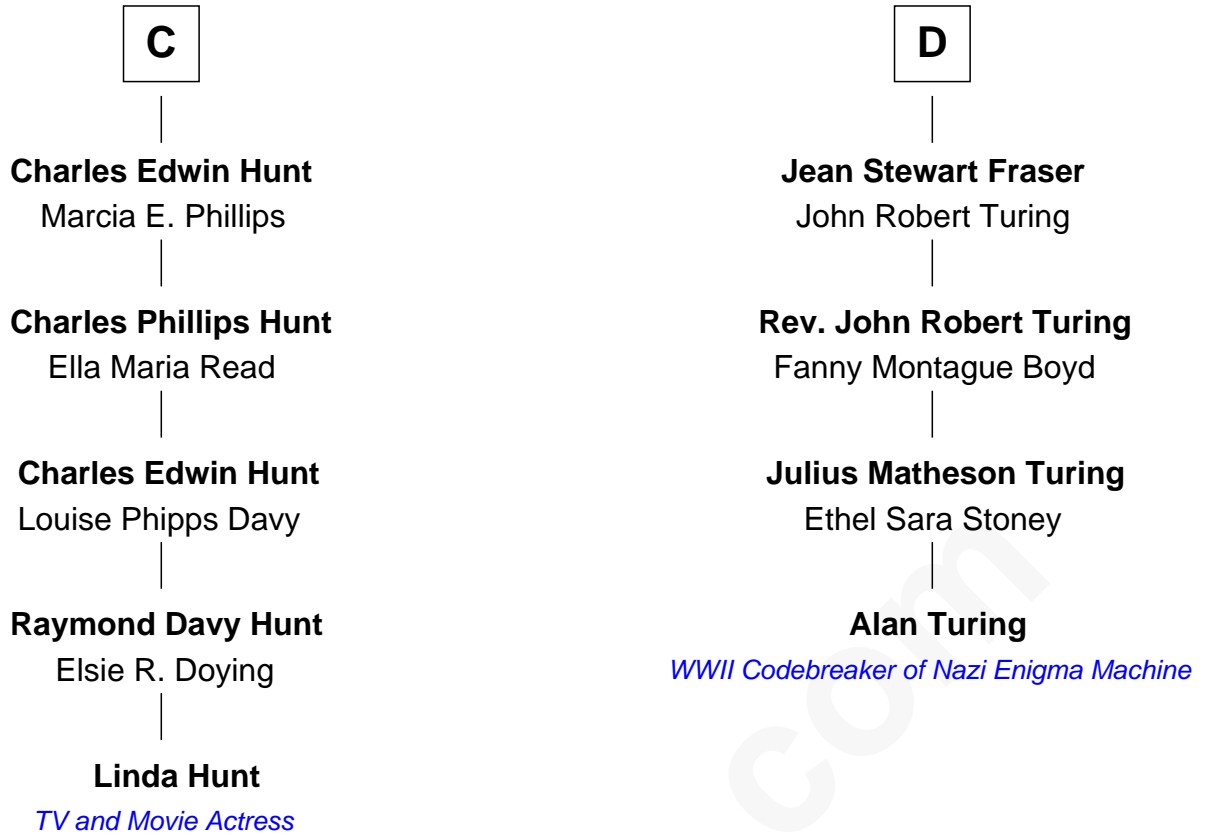 C
Charles Edwin Hunt
Marcia E. Phillips
Charles Phillips Hunt
Ella Maria Read
Charles Edwin Hunt
Louise Phipps Davy
Raymond Davy Hunt
Elsie R. Doying
Linda Hunt
TV and Movie Actress
D
Jean Stewart Fraser
John Robert Turing
Rev. John Robert Turing
Fanny Montague Boyd
Julius Matheson Turing
Ethel Sara Stoney
Alan Turing
WWII Codebreaker of Nazi Enigma Machine
com